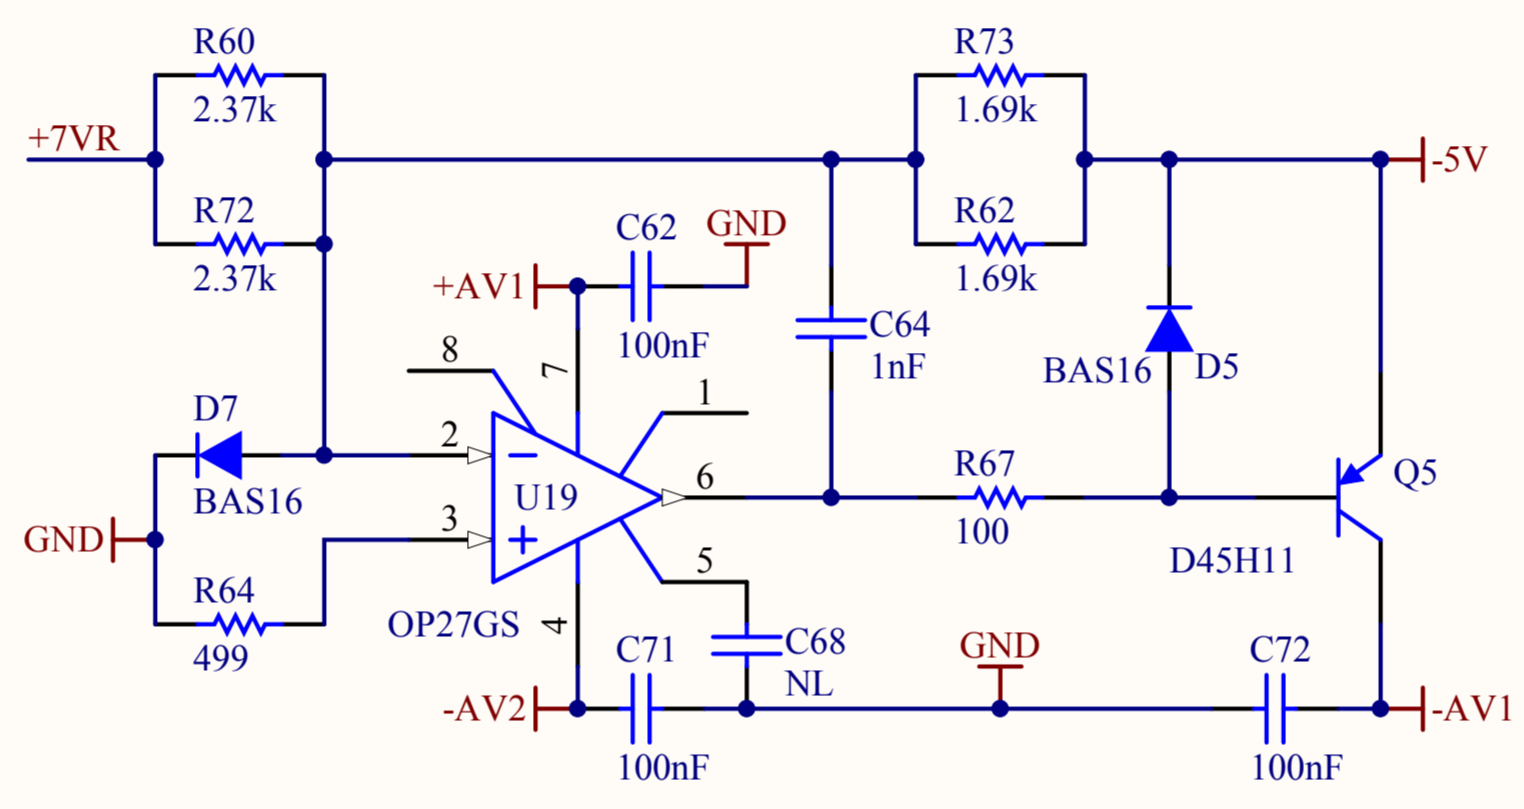 R60
R73
2.37k
1.69k
+7VR
-5V
R72
C62
GND
R62
2.37k
+AV1
1.69k
100nF
C64
1nF
8
7
BAS16
D5
1
D7
2
6
R67
Q5
BAS16
U19
GND
3
100
5
D45H11
R64
OP27GS
4
499
C71
C68
NL
GND
C72
-AV2
-AV1
100nF
100nF